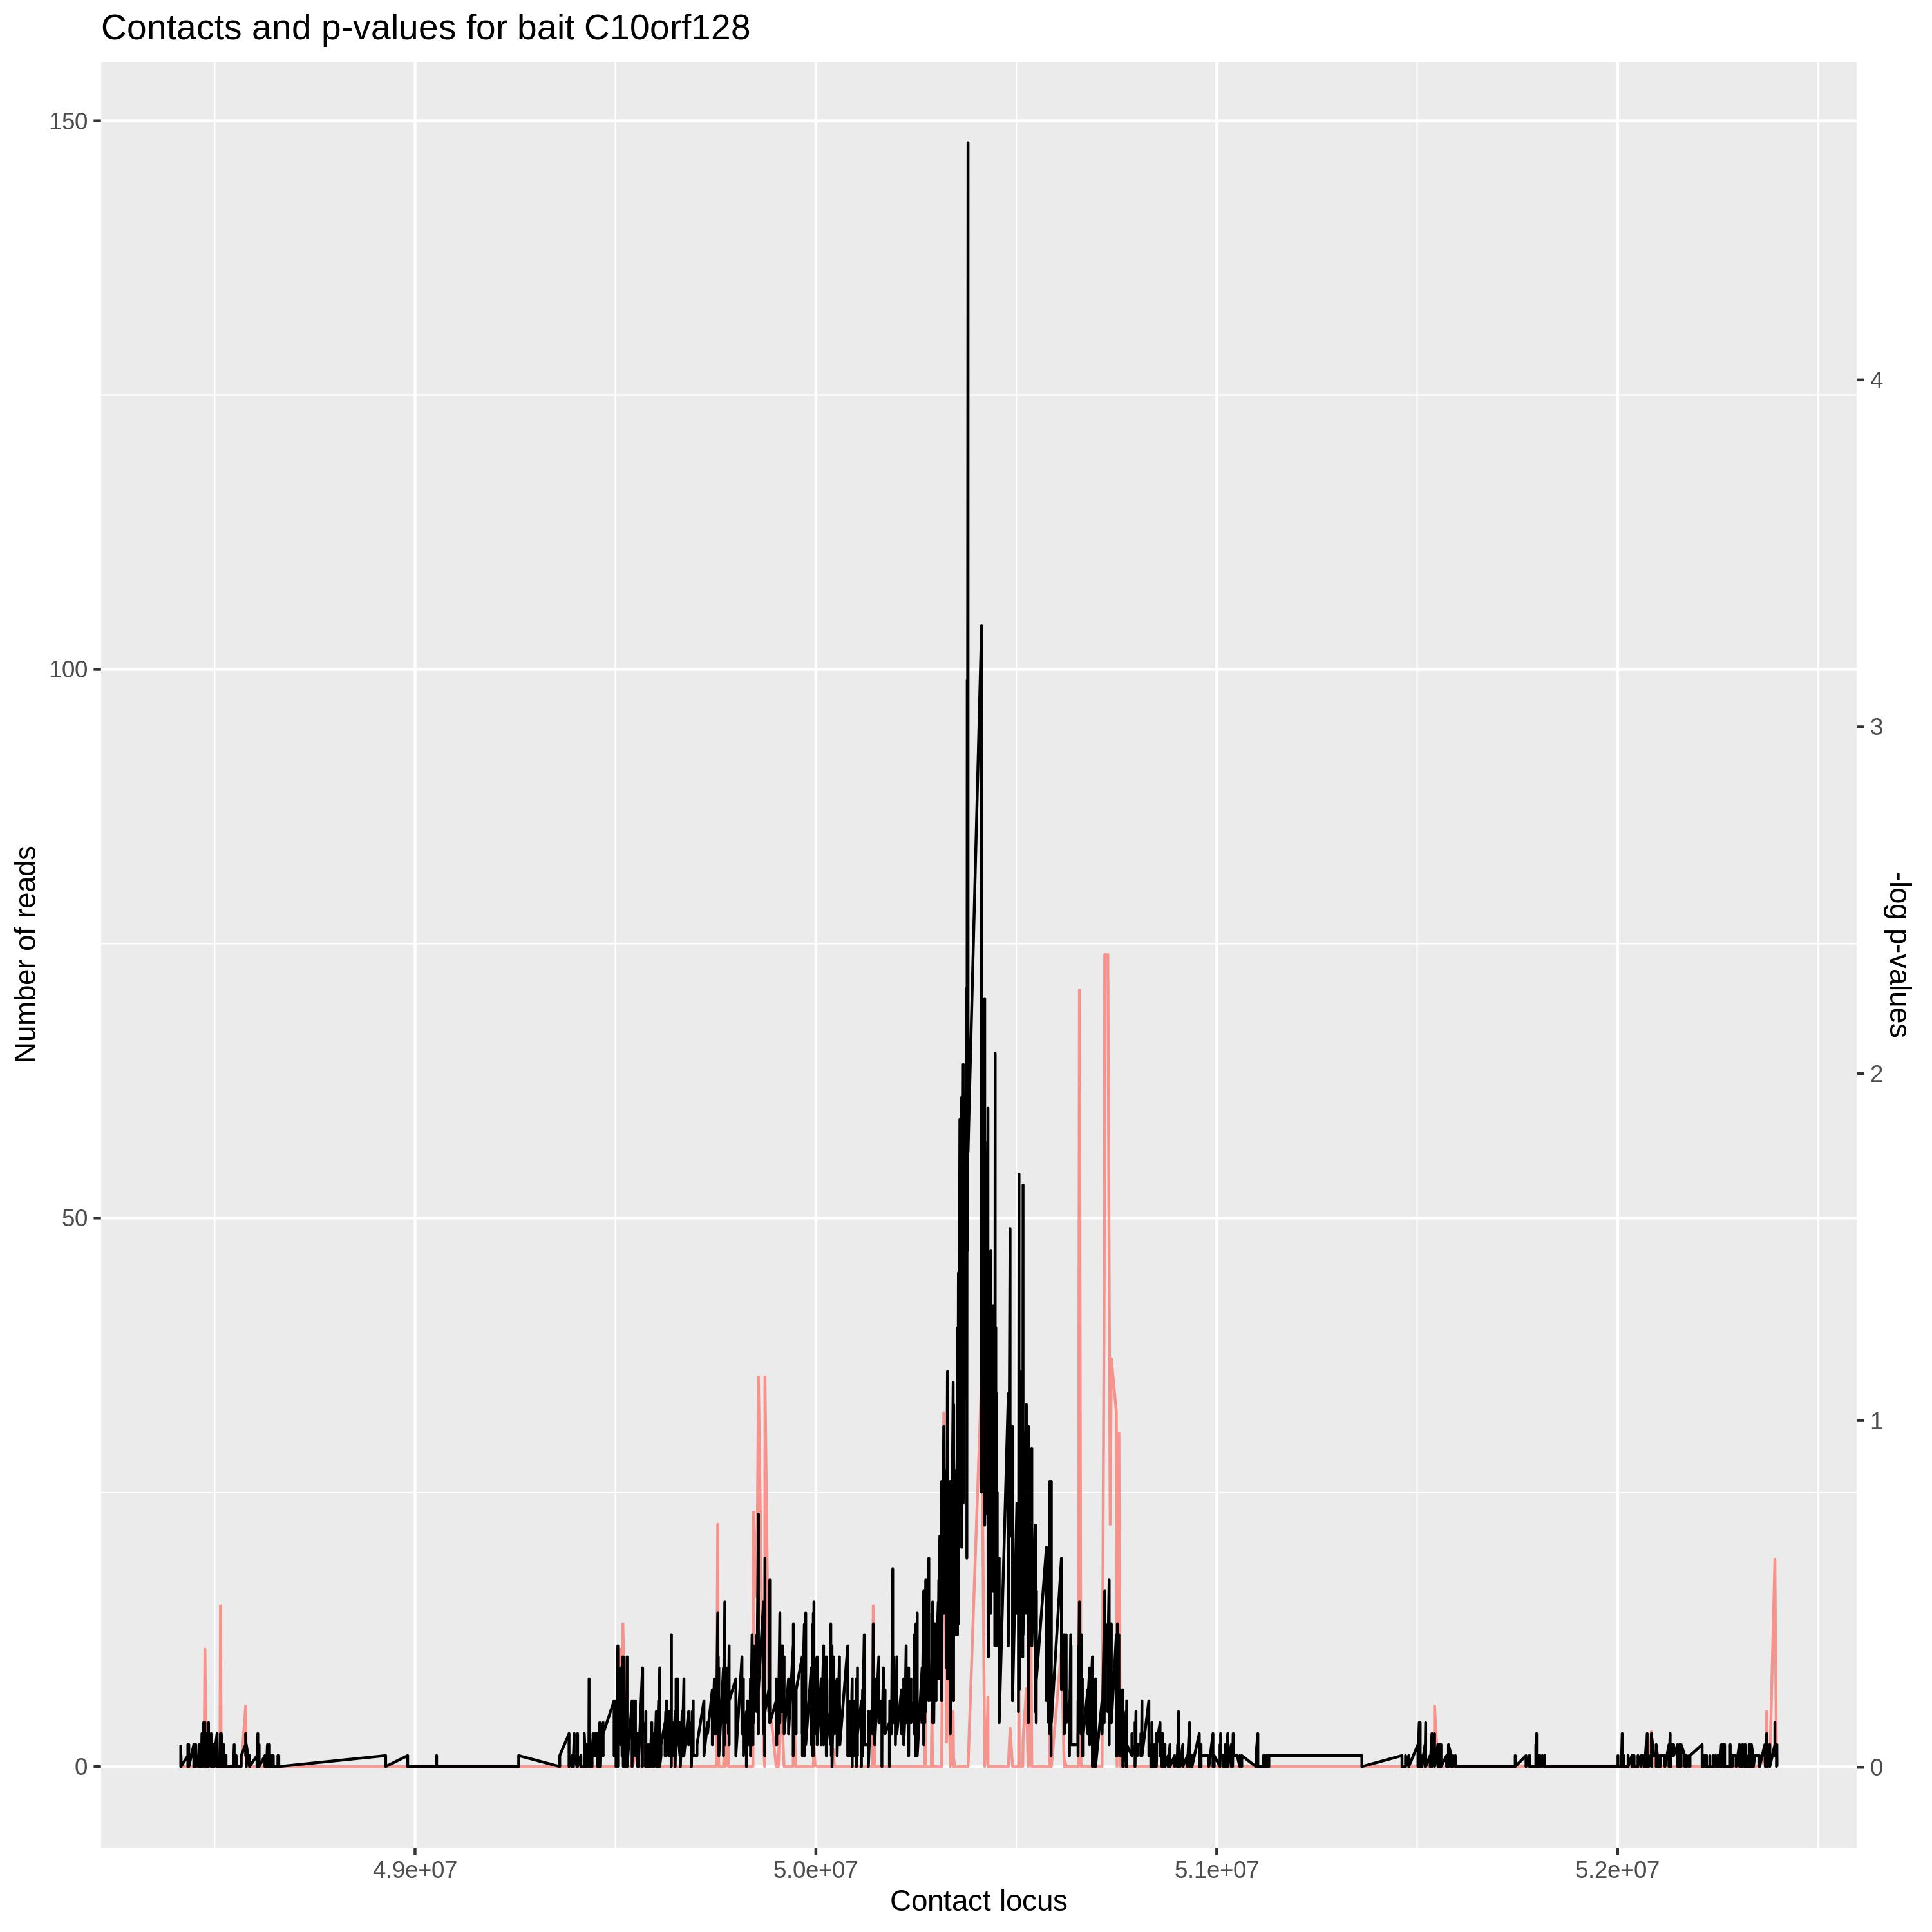 Contacts and p-values for bait C10orf128
150
100
50
0
Number of reads
4
3
2
1
0
-log p-values
4.9e+07
5.0e+07
5.1e+07
5.2e+07
Contact locus